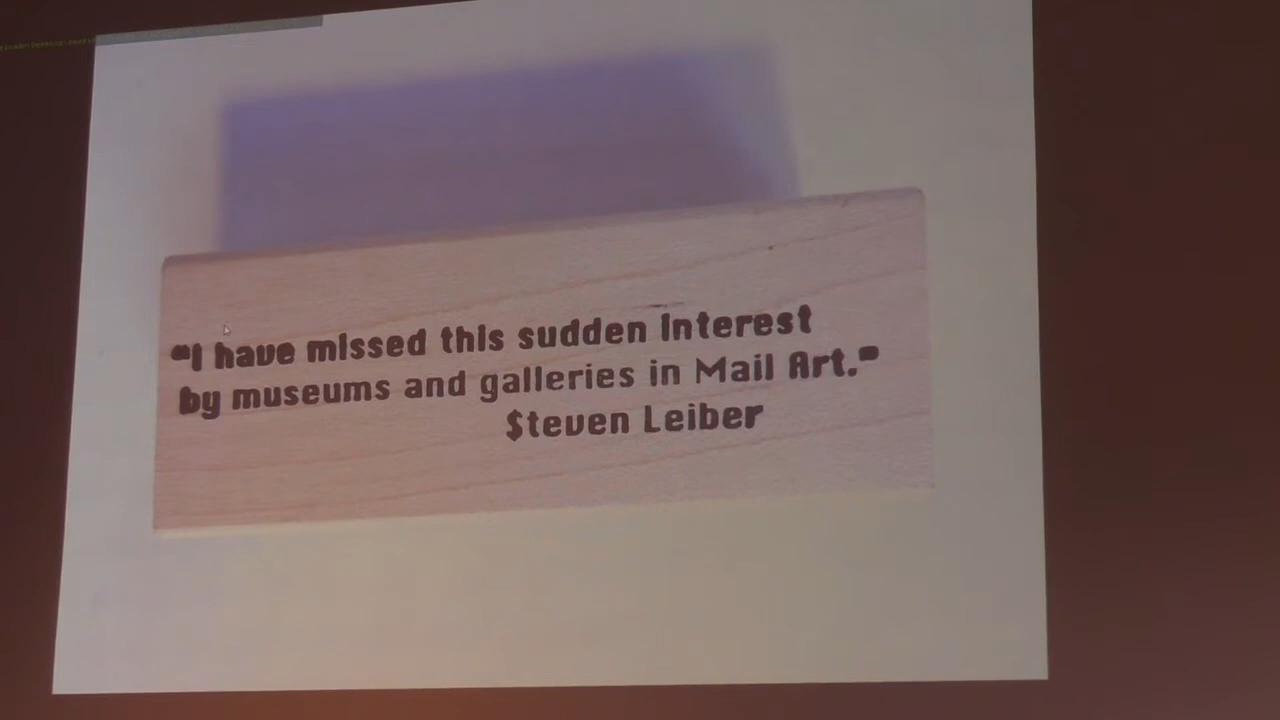 "I have missed this sudden interest
by museums and galleries in Mail Art."
$teven Leiber